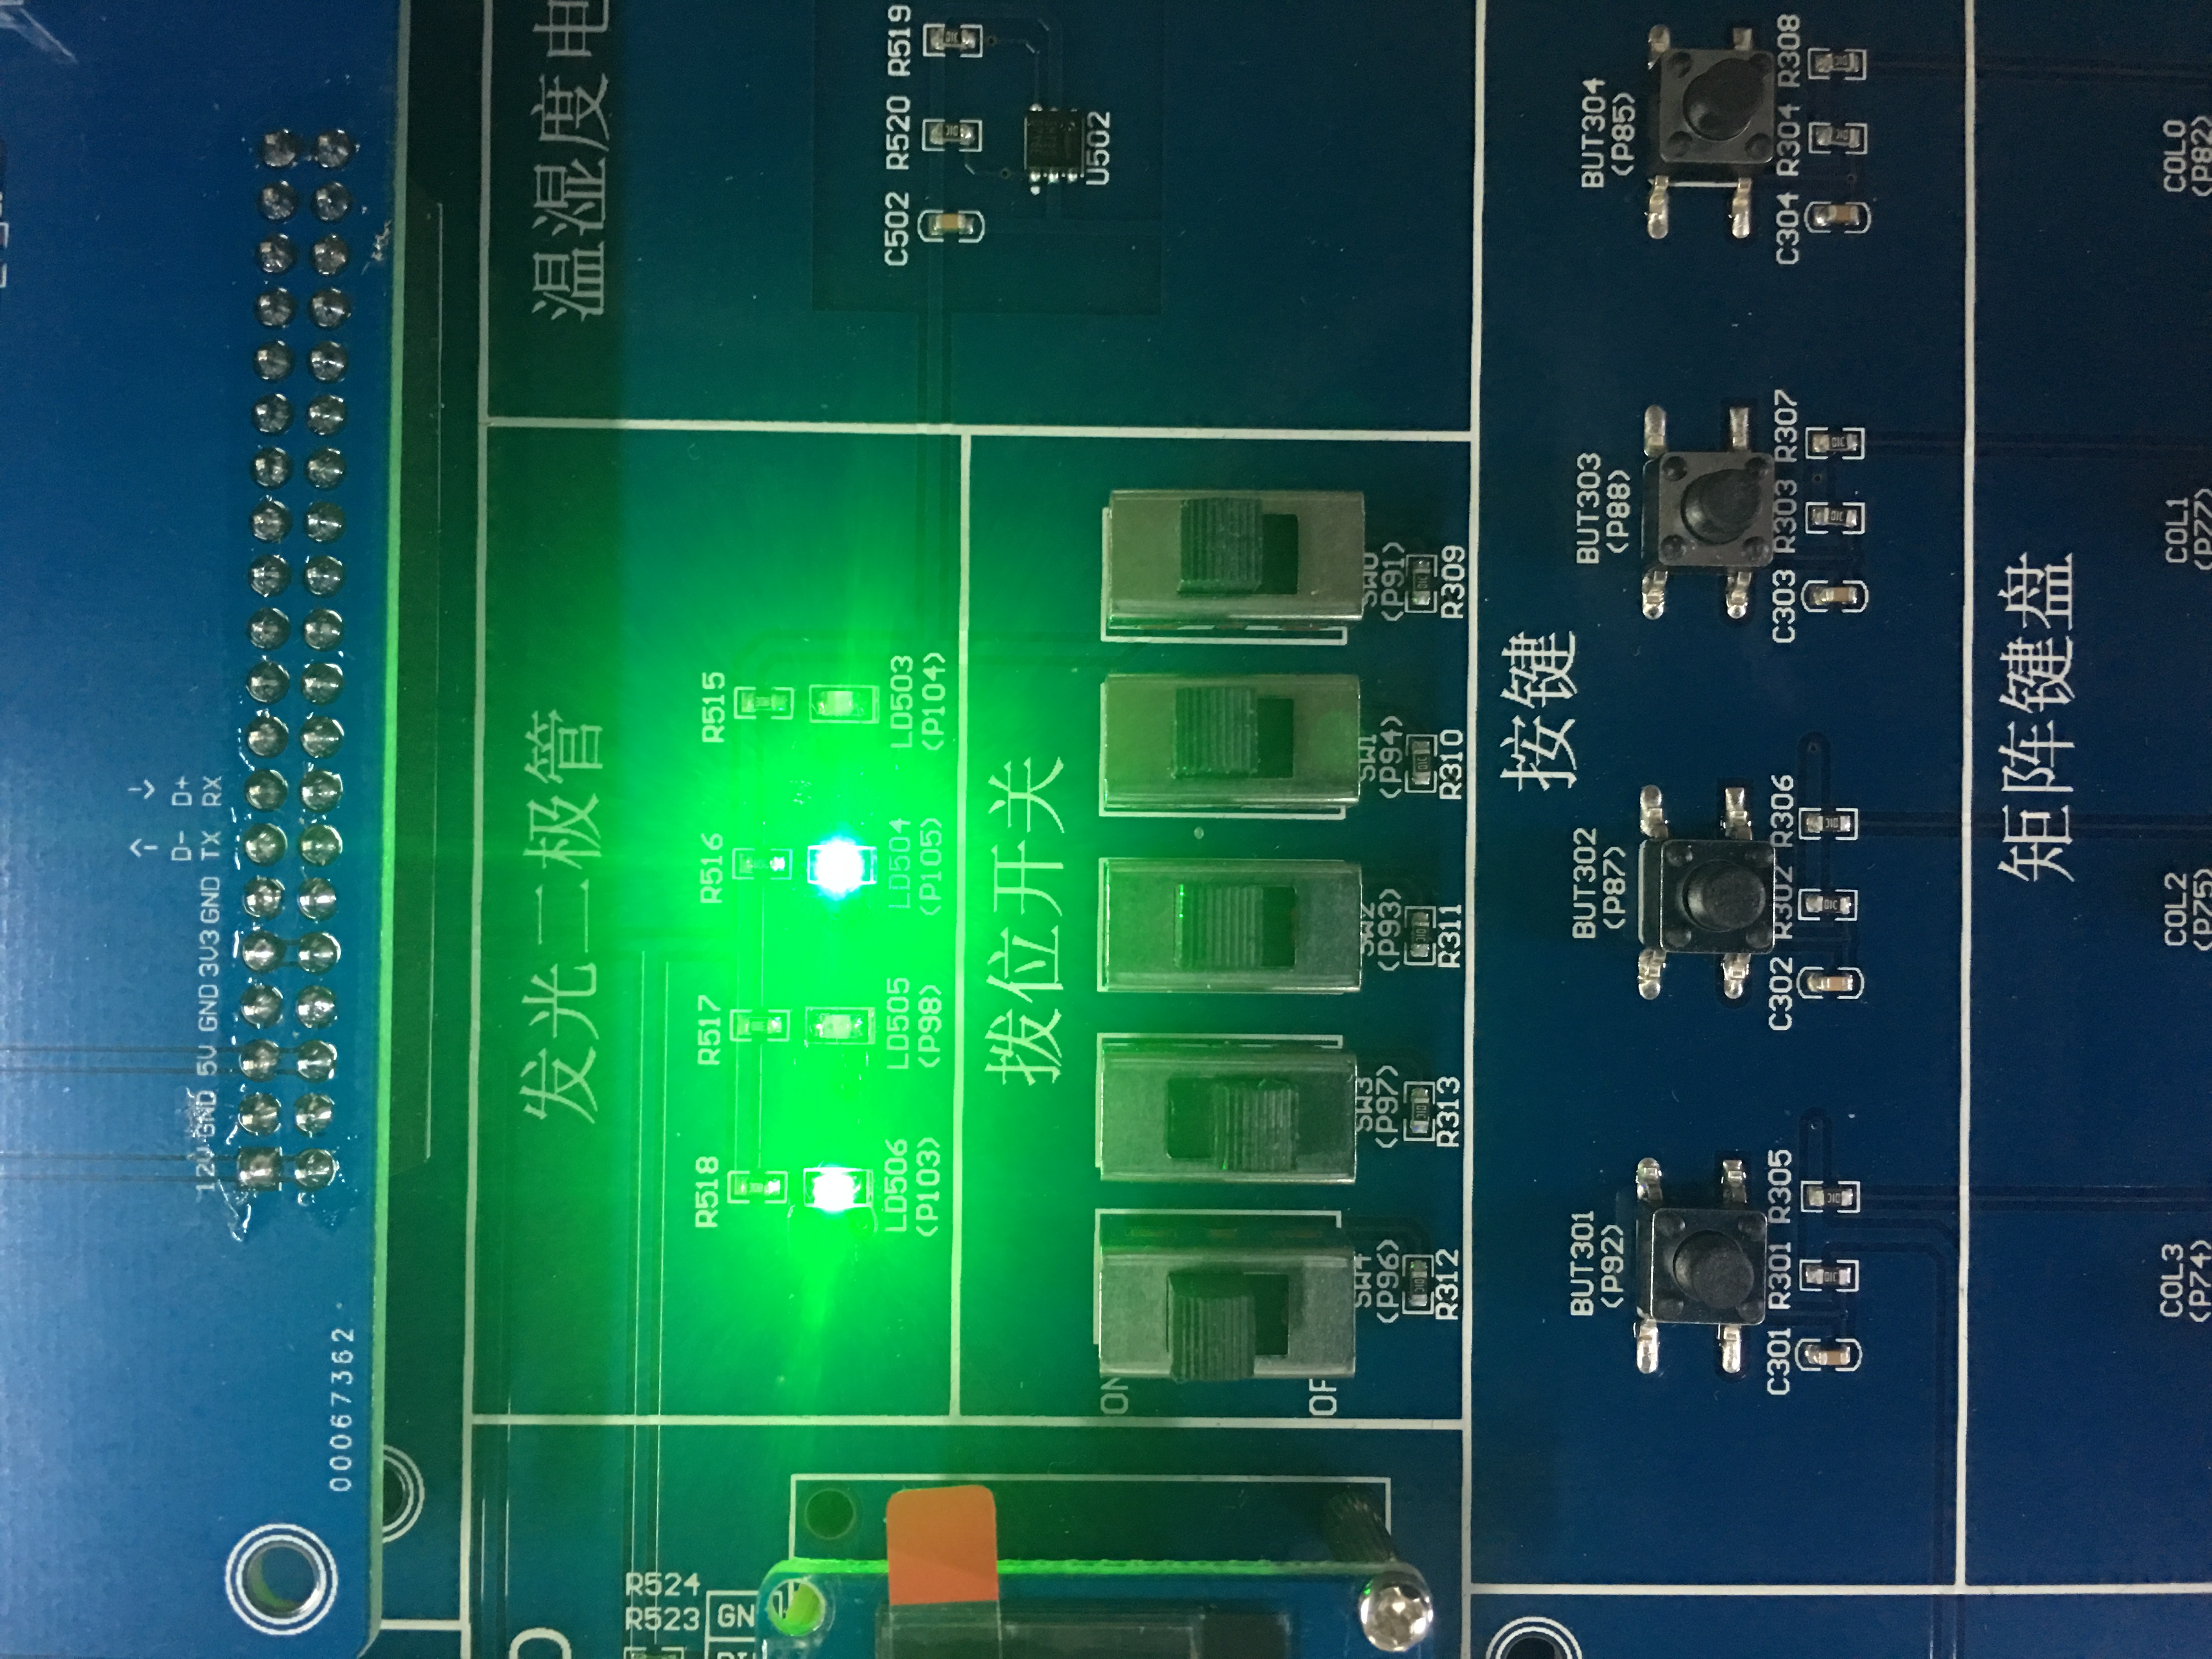 D- D+
12V GND 5V GND 3V3 GND TX RX
00067362
发光二极管
温湿度电
R524
R523
GN
R518 R517 R516 R515
LD506 LD505 LD504 LD503
(P103) (P98) (P105) (P104)
C502 R520 R519
U502
拨位开关
ON
OF
SW4 SW3 SW2 SW1 SW0
(P96) (P97) (P93) (P94) (P91)
R312 R313 R311 R310 R309
按键
BUT301 BUT302 BUT303 BUT304
(P92) (P87) (P88) (P85)
C301 R301 R305 C302 R302 R306 C303 R303 R307 C304 R304 R308
矩阵键盘
COL3 COL2 COL1 COL0
(P74) (P75) (P77) (P82)